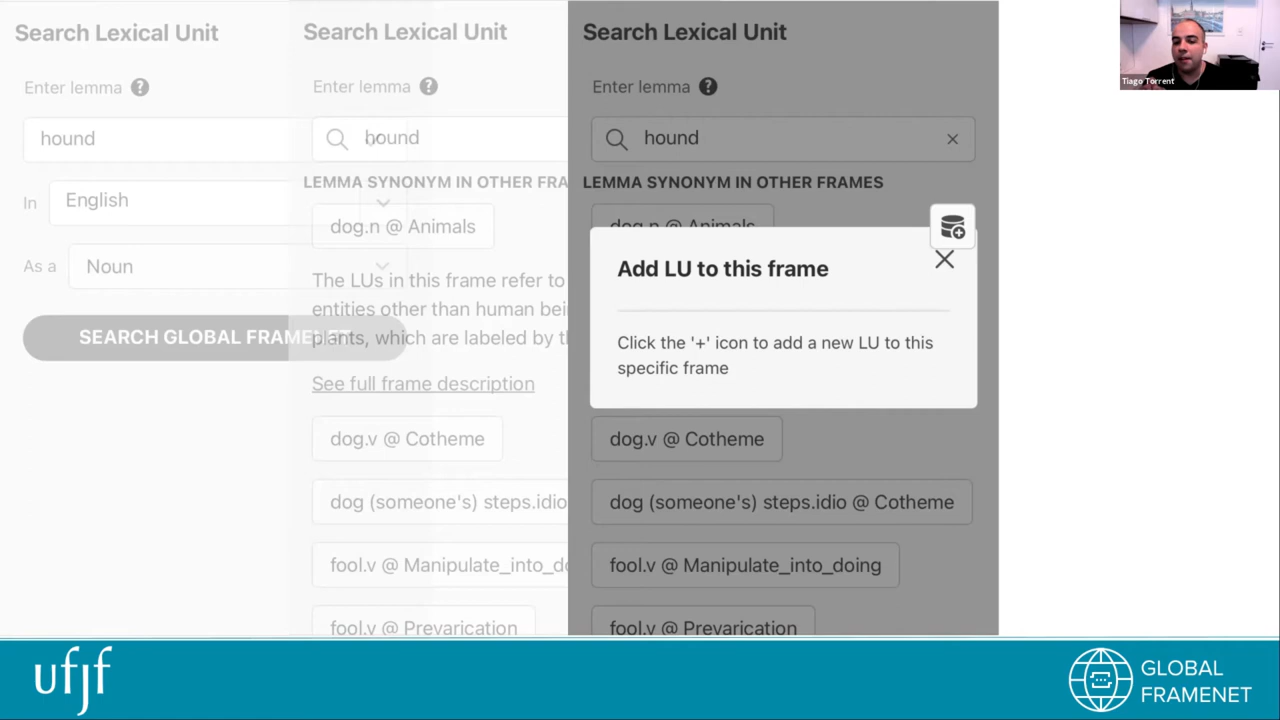 Search Lexical Unit
Enter lemma ?
hound
In English
As a Noun
SEARCH GLOBAL FRAMENET
Search Lexical Unit
Enter lemma ?
hound
LEMMA SYNONYM IN OTHER FRA
dog.n @ Animals
The LUs in this frame refer to
entities other than human bei
plants, which are labeled by t
See full frame description
dog.v @ Cotheme
dog (someone's) steps.idio
fool.v @ Manipulate_into_do
fool.v @ Prevarication
Search Lexical Unit
Enter lemma ?
hound
LEMMA SYNONYM IN OTHER FRAMES
dog.n @ Animals
Add LU to this frame
Click the '+' icon to add a new LU to this
specific frame
dog.v @ Cotheme
dog (someone's) steps.idio @ Cotheme
fool.v @ Manipulate_into_doing
fool.v @ Prevarication
Tiago Torrent
ufjf
GLOBAL
FRAMENET